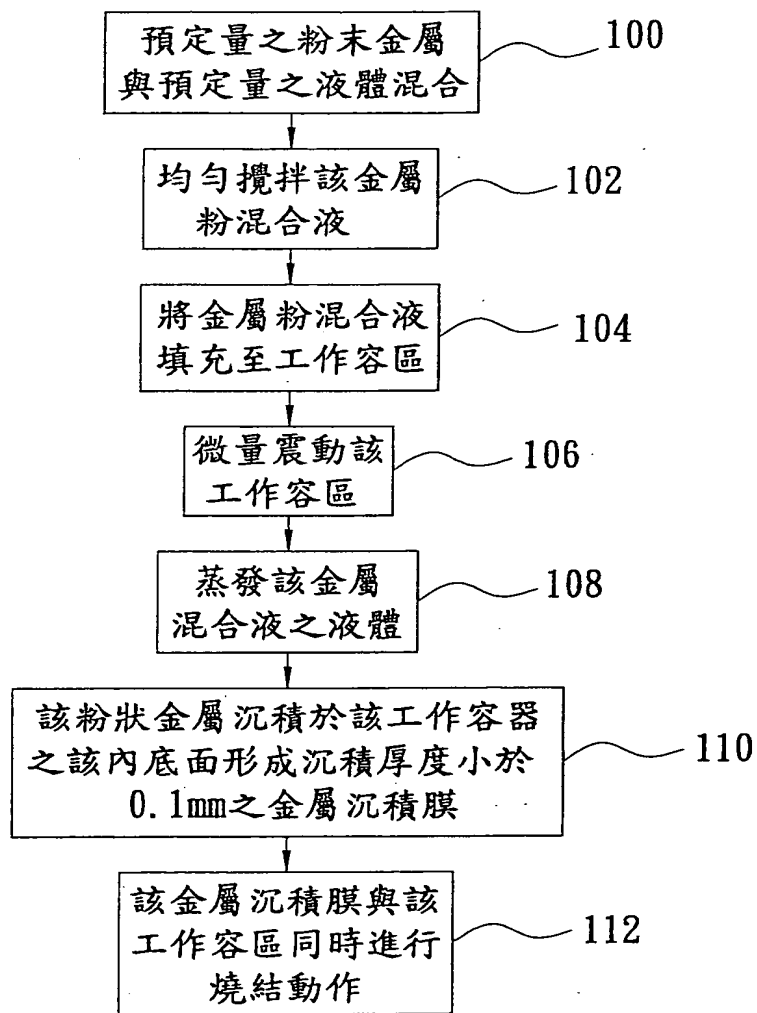 預定量之粉末金屬
與預定量之液體混合
100
均勻攪拌該金屬
粉混合液
102
將金屬粉混合液
填充至工作容區
104
微量震動該
工作容區
106
蒸發該金屬
混合液之液體
108
該粉狀金屬沉積於該工作容器
之該內底面形成沉積厚度小於
0.1mm之金屬沉積膜
110
該金屬沉積膜與該
工作容區同時進行
燒結動作
112